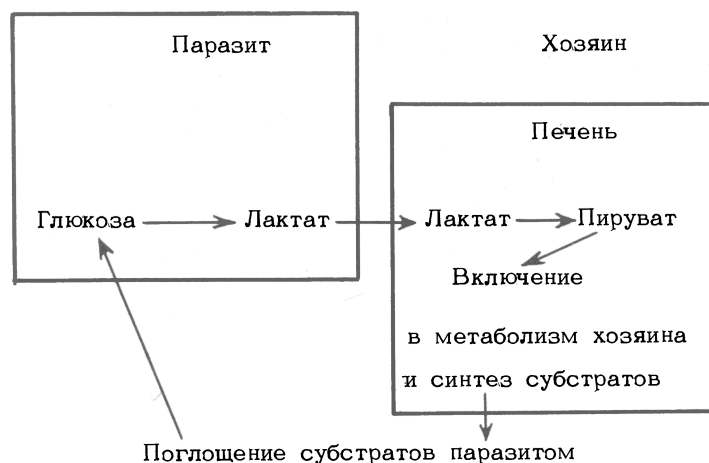 Паразит
Хозяин
Печень
Глюкоза
Лактат
Лактат
Пируват
Включение
в метаболизм хозяина
и синтез субстратов
Поглощение субстратов паразитом